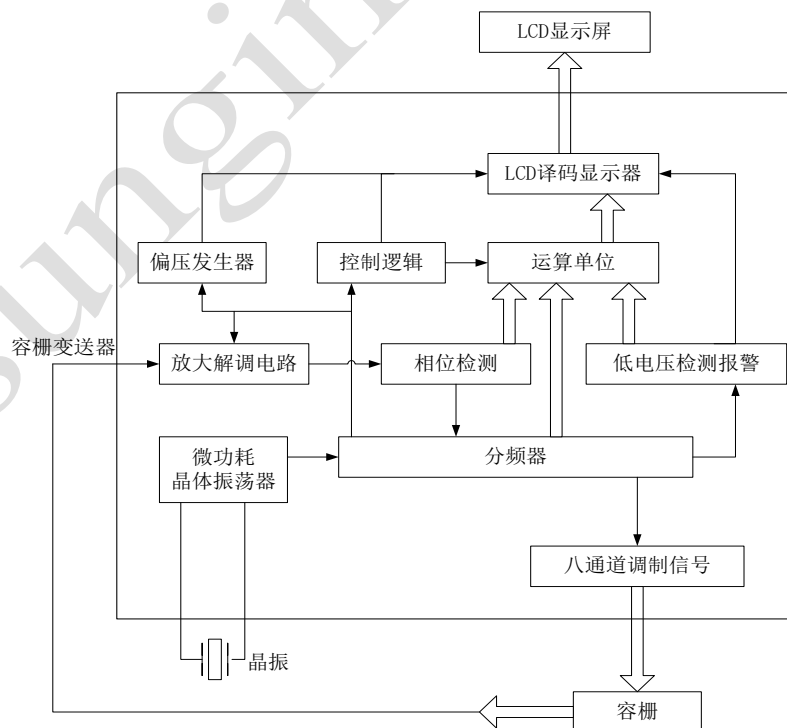 LCD显示屏
LCD译码显示器
偏压发生器
控制逻辑
运算单位
容栅变送器
放大解调电路
相位检测
低电压检测报警
微功耗
晶体振荡器
分频器
八通道调制信号
晶振
容栅